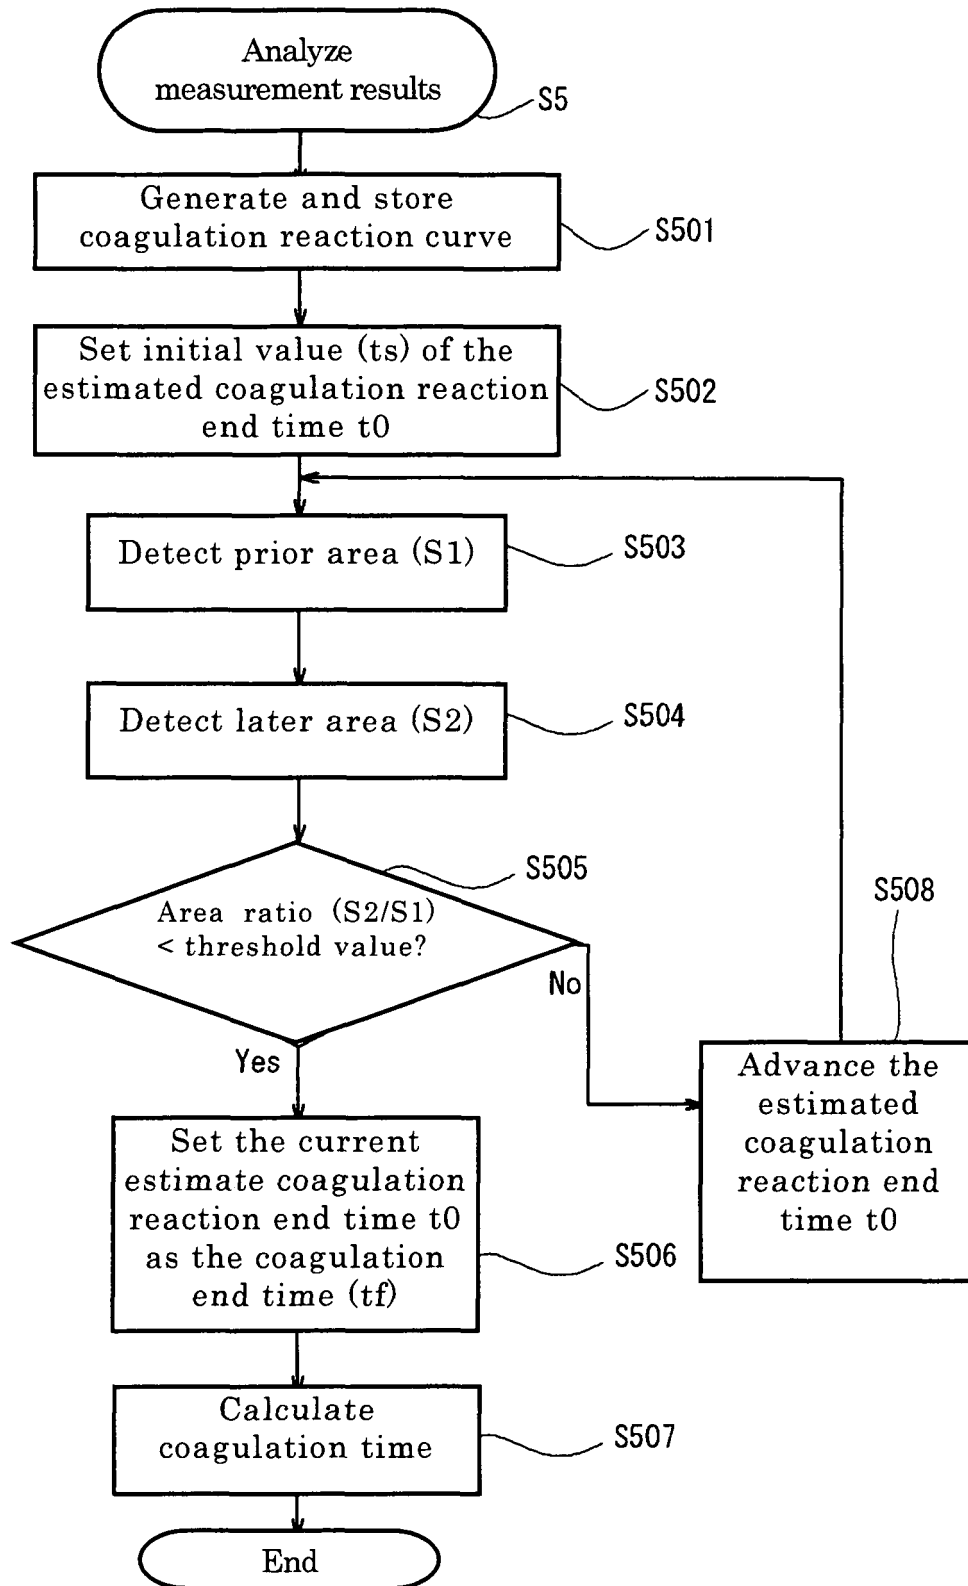 Analyze
measurement results
S5
Generate and store
coagulation reaction curve
S501
Set initial value (ts) of the
estimated coagulation reaction
end time t0
S502
Detect prior area (S1)
S503
Detect later area (S2)
S504
S505
Area ratio (S2/S1)
< threshold value?
No
Yes
S508
Advance the
estimated
coagulation
reaction end
time t0
Set the current
estimate coagulation
reaction end time t0
as the coagulation
end time (tf)
S506
Calculate
coagulation time
S507
End